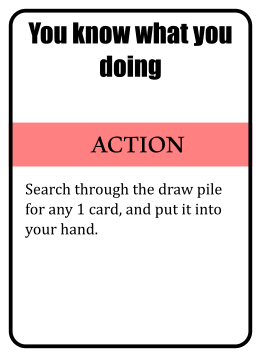 You know what you
doing
ACTION
Search through the draw pile
for any 1 card, and put it into
your hand.